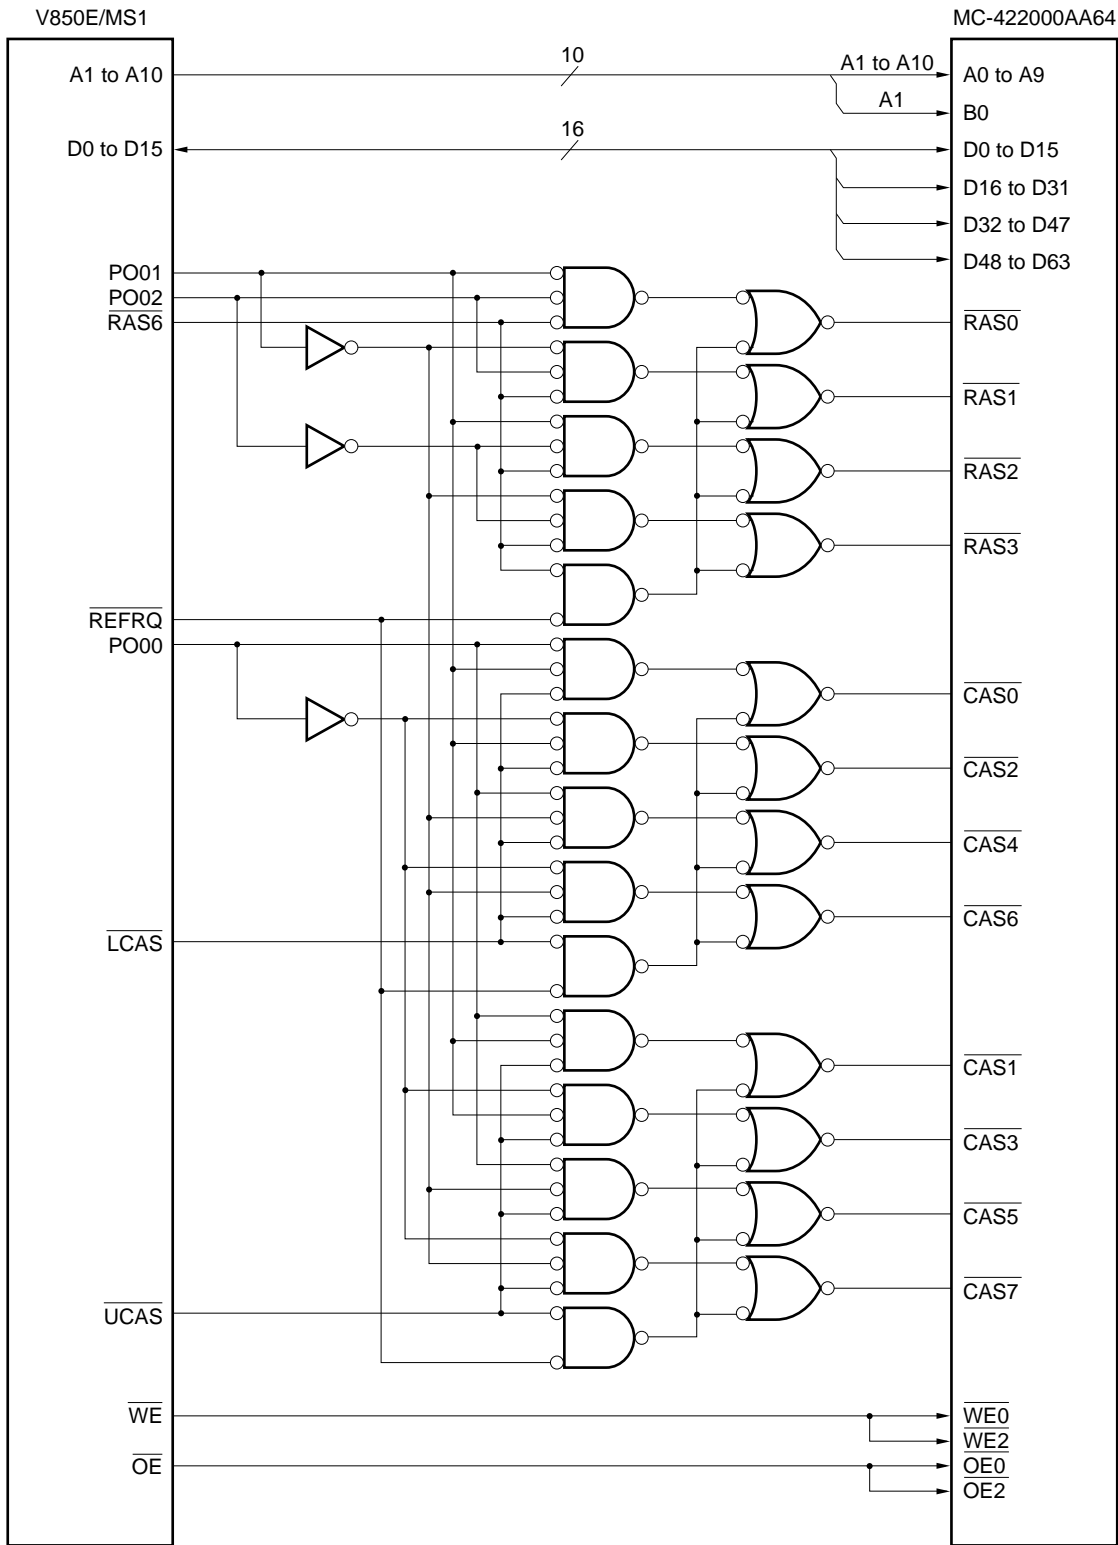 V850E/MS1
MC-422000AA64
A1 to A10
10
A1 to A10
A0 to A9
A1
B0
D0 to D15
16
D0 to D15
D16 to D31
D32 to D47
D48 to D63
PO01
PO02
RAS6
RAS0
RAS1
RAS2
RAS3
REFRQ
PO00
CAS0
CAS2
CAS4
CAS6
LCAS
CAS1
CAS3
CAS5
CAS7
UCAS
WE
WE0
WE2
OE
OE0
OE2